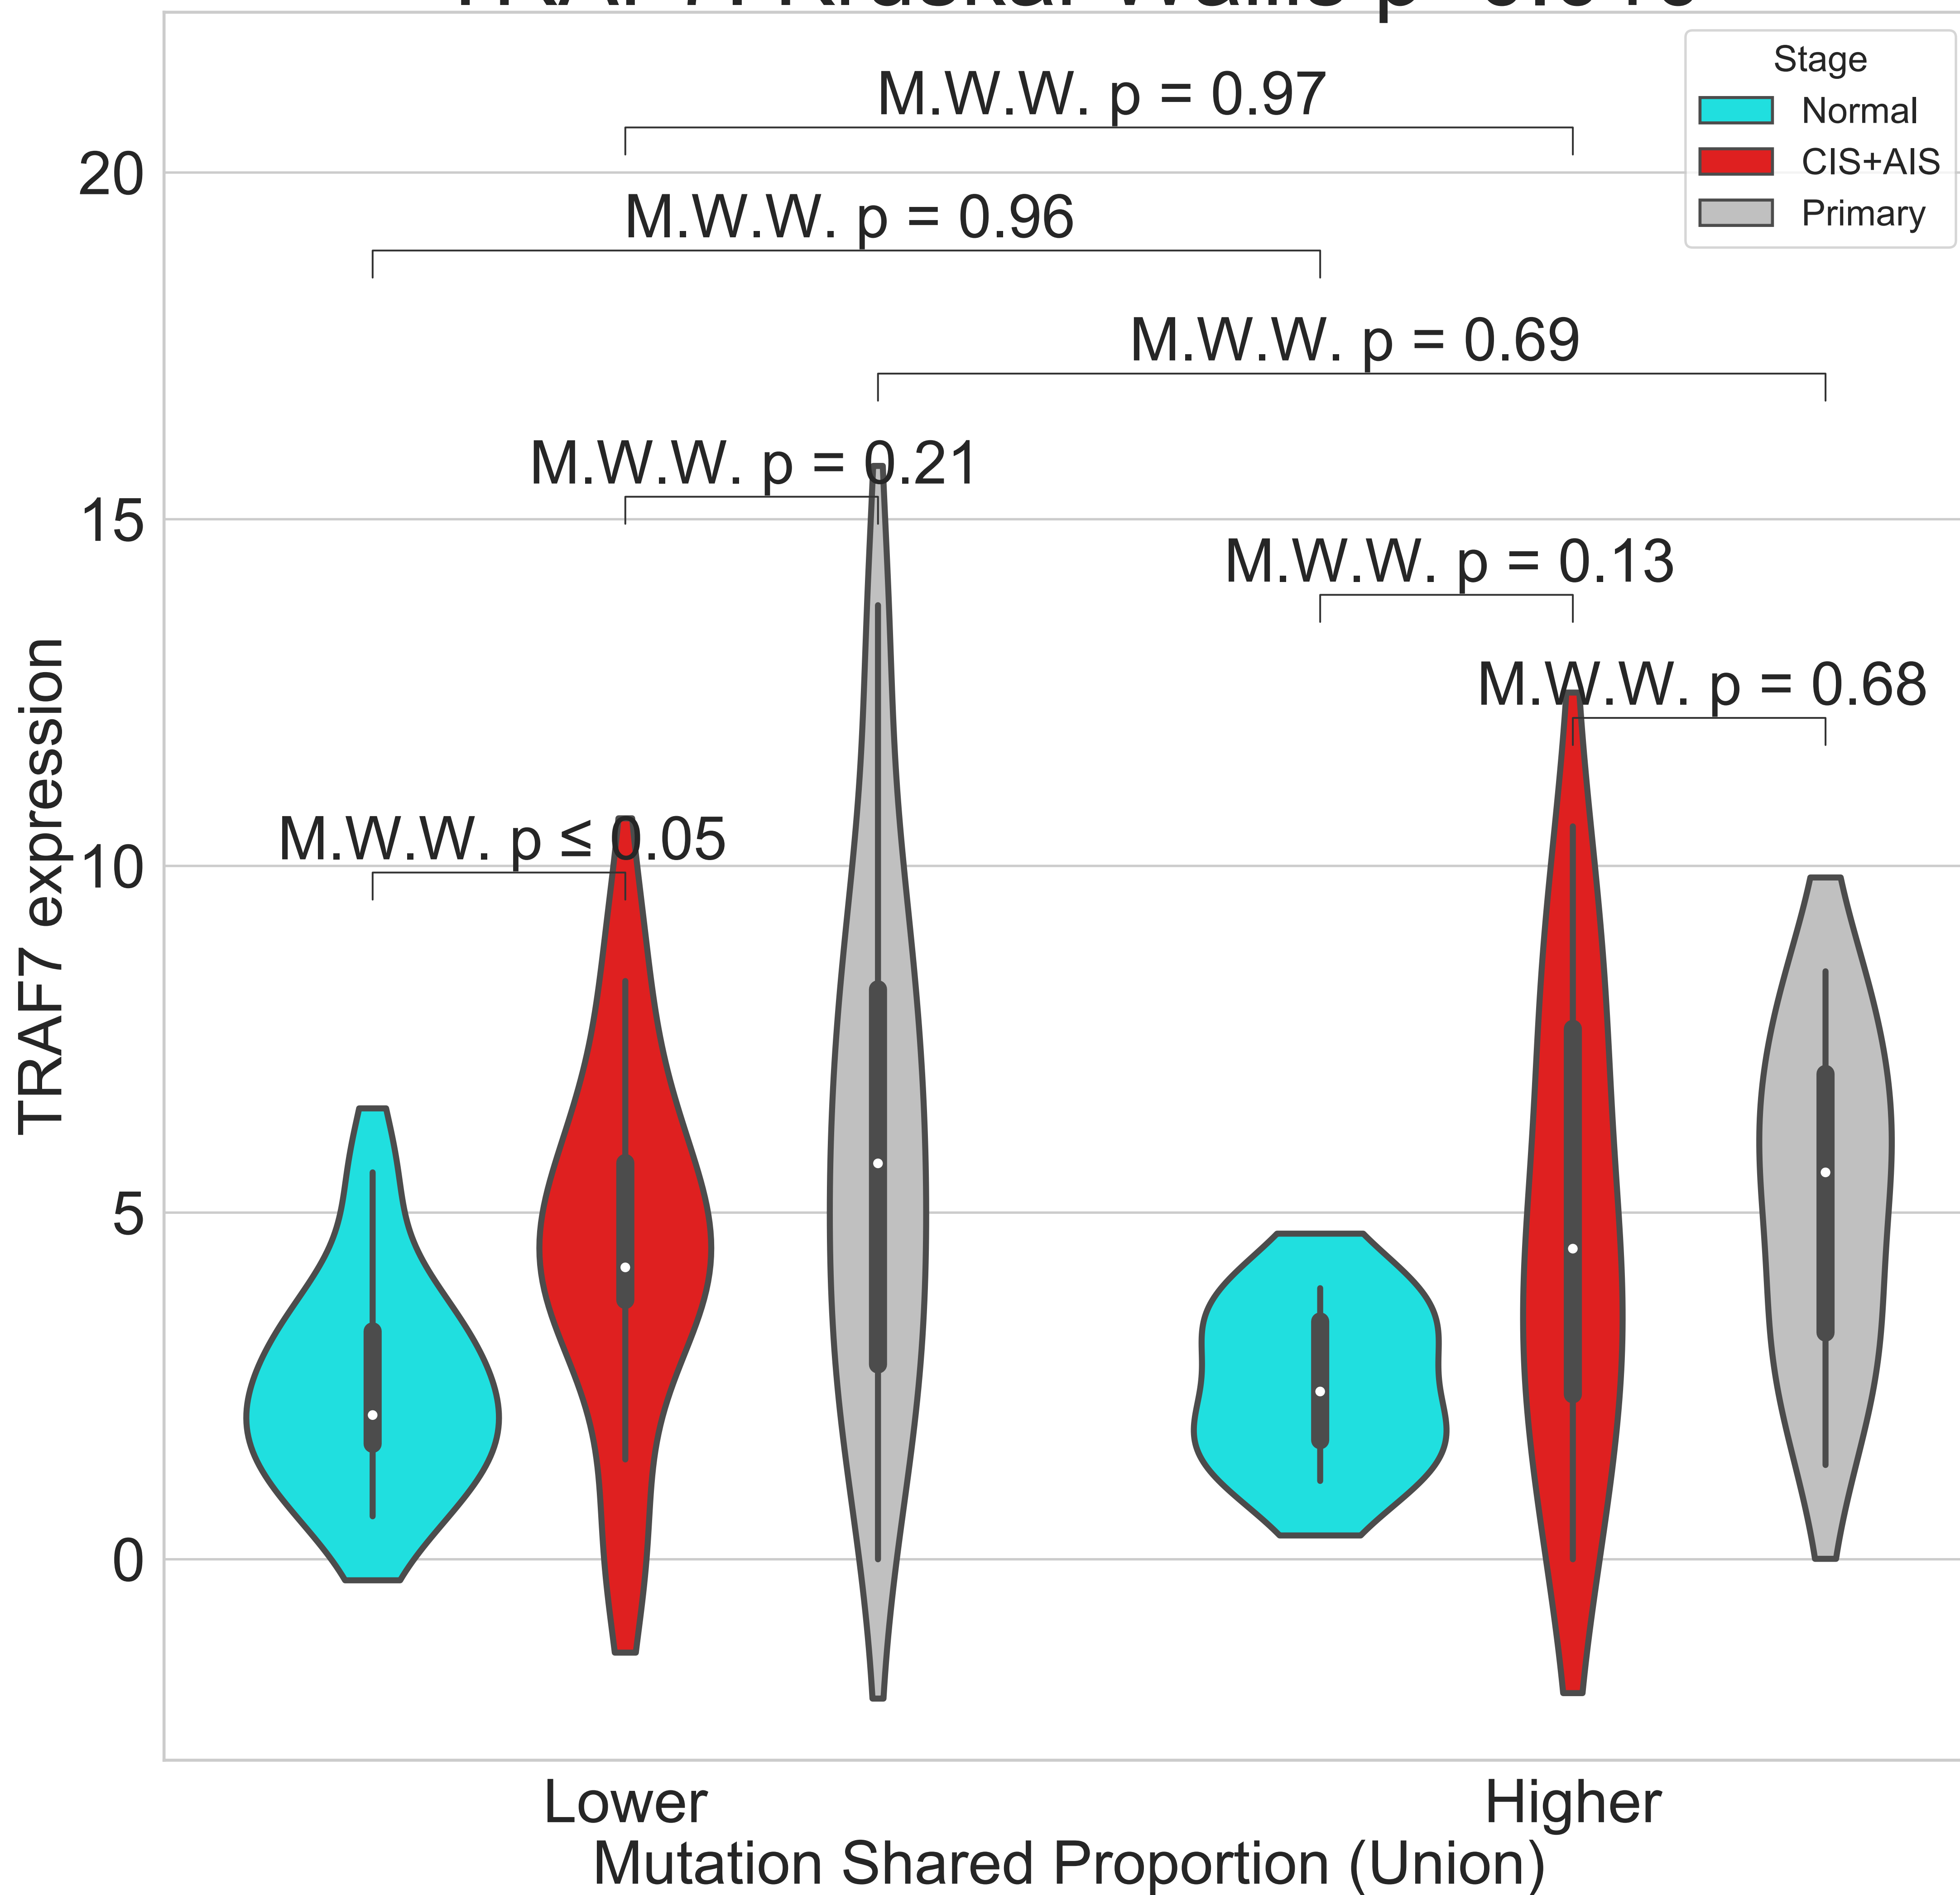 Stage
Normal
CIS+AIS
Primary
M.W.W. p = 0.97
M.W.W. p = 0.96
M.W.W. p = 0.69
M.W.W. p = 0.21
M.W.W. p = 0.13
M.W.W. p = 0.68
M.W.W. p ≤ 0.05
20
15
10
5
0
TRAF7 expression
Lower
Higher
Mutation Shared Proportion (Union)